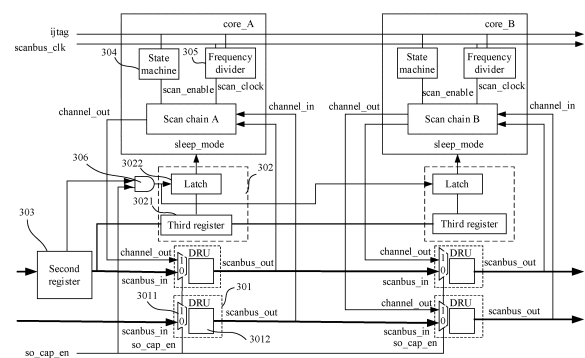 core_A
core_B
ijtag
scanbus_clk
304
State machine
305
Frequency divider
State machine
Frequency divider
scan_enable
scan_clock
scan_enable
scan_clock
channel_out
channel_in
channel_out
channel_in
Scan chain A
Scan chain B
sleep_mode
sleep_mode
306
3022
302
Latch
Latch
3021
303
Third register
Third register
Second register
channel_out
DRU
scanbus_out
channel_out
DRU
scanbus_out
1
0
1
0
scanbus_in
scanbus_in
3011
DRU
301
channel_out
DRU
scanbus_out
scanbus_out
1
0
1
0
scanbus_in
3012
scanbus_in
so_cap_en
so_cap_en
so_cap_en